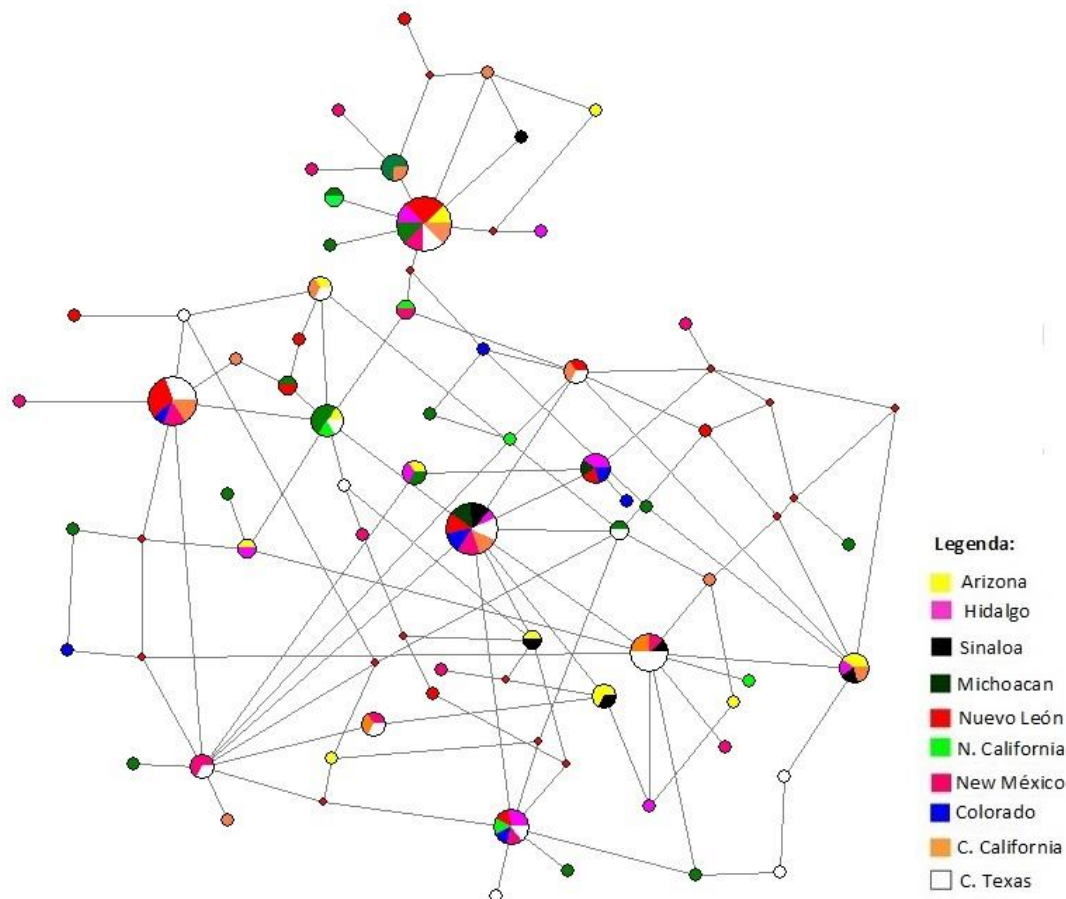 Legenda:
Arizona
Hidalgo
Sinaloa
Michoacan
Nuevo León
N. California
New México
Colorado
C. California
C. Texas